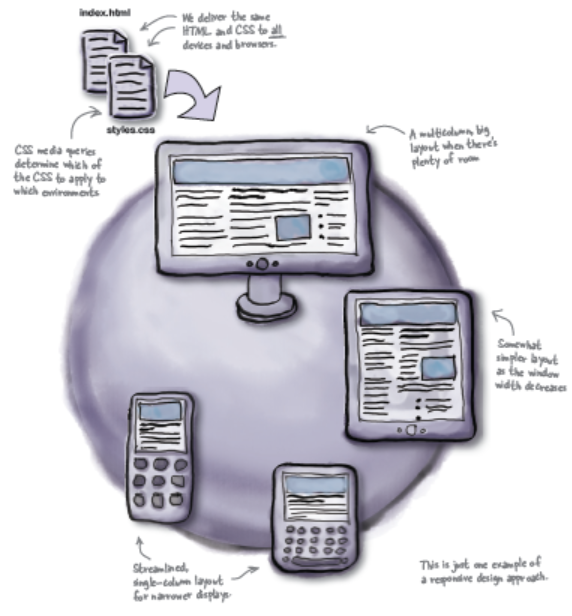 index.html
We deliver the same
HTML and CSS to all
devices and browsers.
styles.css
CSS media queries
determine which of
the CSS to apply to
which environments
A multicolumn, big
layout when there's
plenty of room
Somewhat
simpler layout
as the window
width decreases
Streamlined,
single-column layout
for narrower displays.
This is just one example of
a responsive design approach.